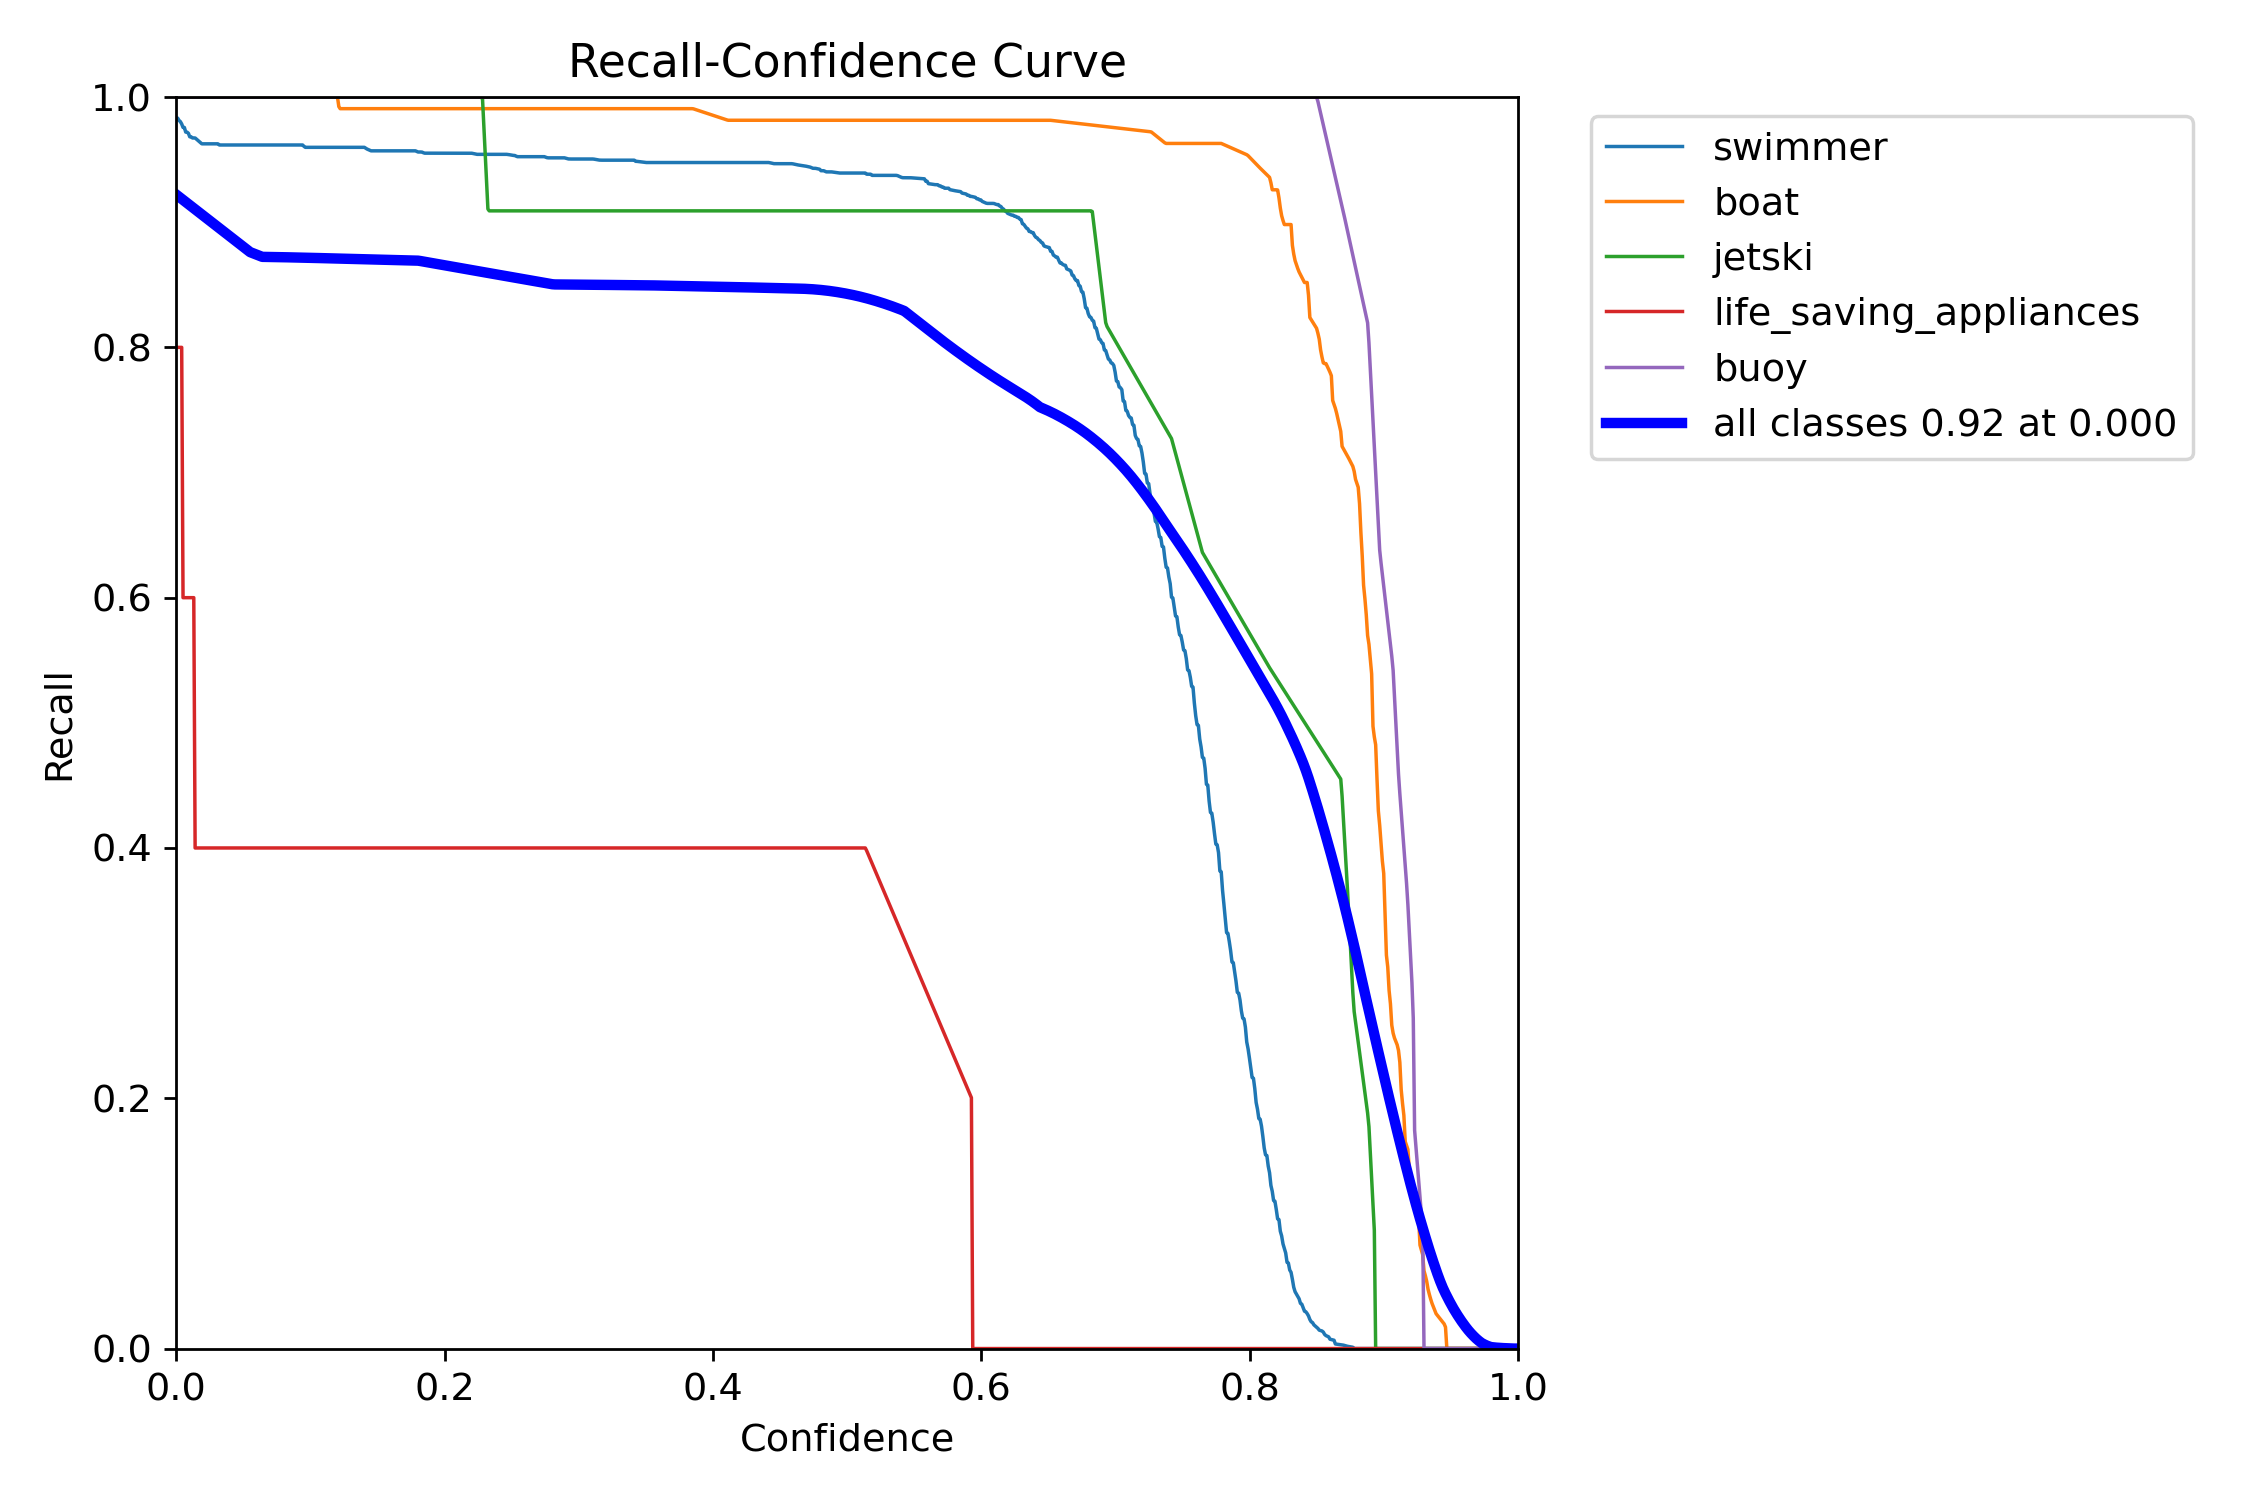 Recall-Confidence Curve
1.0
0.8
0.6
0.4
0.2
0.0
Recall
0.0 0.2 0.4 0.6 0.8 1.0
Confidence
swimmer
boat
jetski
life_saving_appliances
buoy
all classes 0.92 at 0.000